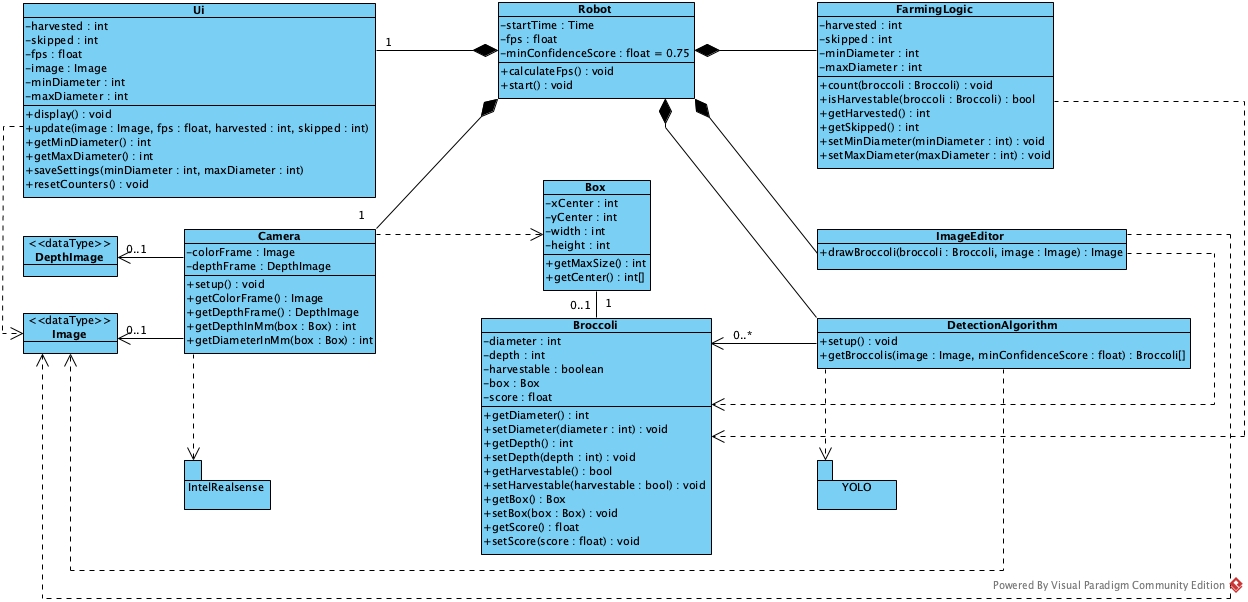 Ui
-harvested : int
-skipped : int
-fps : float
-image : Image
-minDiameter : int
-maxDiameter : int
+display() : void
+update(image : Image, fps : float, harvested : int, skipped : int)
+getMinDiameter() : int
+getMaxDiameter() : int
+saveSettings(minDiameter : int, maxDiameter : int)
+resetCounters() : void
1
Robot
-startTime : Time
-fps : float
-minConfidenceScore : float = 0.75
+calculateFps() : void
+start() : void
FarmingLogic
-harvested : int
-skipped : int
-minDiameter : int
-maxDiameter : int
+count(broccoli : Broccoli) : void
+isHarvestable(broccoli : Broccoli) : bool
+getHarvested() : int
+getSkipped() : int
+setMinDiameter(minDiameter : int) : void
+setMaxDiameter(maxDiameter : int) : void
1
Box
-xCenter : int
-yCenter : int
-width : int
-height : int
+getMaxSize() : int
+getCenter() : int[]
0..1
1
<<dataType>>
DepthImage
0..1
Camera
-colorFrame : Image
-depthFrame : DepthImage
+setup() : void
+getColorFrame() : Image
+getDepthFrame() : DepthImage
+getDepthInMm(box : Box) : int
+getDiameterInMm(box : Box) : int
ImageEditor
+drawBroccoli(broccoli : Broccoli, image : Image) : Image
<<dataType>>
Image
0..1
Broccoli
-diameter : int
-depth : int
-harvestable : boolean
-box : Box
-score : float
+getDiameter() : int
+setDiameter(diameter : int) : void
+getDepth() : int
+setDepth(depth : int) : void
+getHarvestable() : bool
+setHarvestable(harvestable : bool) : void
+getBox() : Box
+setBox(box : Box) : void
+getScore() : float
+setScore(score : float) : void
0..*
DetectionAlgorithm
+setup() : void
+getBroccolis(image : Image, minConfidenceScore : float) : Broccoli[]
IntelRealsense
YOLO
Powered By Visual Paradigm Community Edition